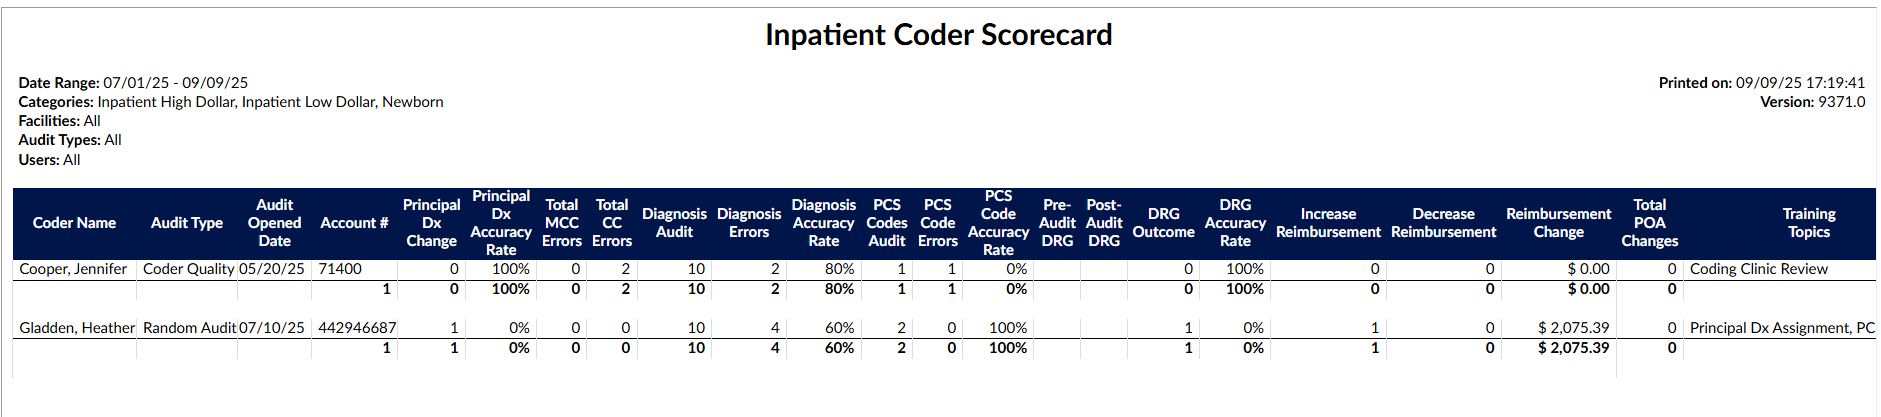 Inpatient Coder Scorecard
Date Range: 07/01/25 - 09/09/25
Printed on: 09/09/25 17:19:41
Categories: Inpatient High Dollar, Inpatient Low Dollar, Newborn
Version: 9371.0
Facilities: All
Audit Types: All
Users: All
Coder Name Audit Type Audit Opened Date Account # Principal Dx Change Principal Dx Accuracy Rate Total MCC Errors Total CC Errors Diagnosis Audit Diagnosis Errors Diagnosis Accuracy Rate PCS Codes Audit PCS Code Errors PCS Code Accuracy Rate Pre-Audit DRG Post-Audit DRG DRG Outcome DRG Accuracy Rate Increase Reimbursement Decrease Reimbursement Reimbursement Change Total POA Changes Training Topics
Cooper, Jennifer Coder Quality 05/20/25 71400 0 100% 0 2 10 2 80% 1 1 0% 0 100% 0 0 $ 0.00 0 Coding Clinic Review
1 0 100% 0 2 10 2 80% 1 1 0% 0 100% 0 0 $ 0.00 0
Gladden, Heather Random Audit 07/10/25 442946687 1 0% 0 0 10 4 60% 2 0 100% 1 0% 1 0 $ 2,075.39 0 Principal Dx Assignment, PC
1 1 0% 0 0 10 4 60% 2 0 100% 1 0% 1 0 $ 2,075.39 0